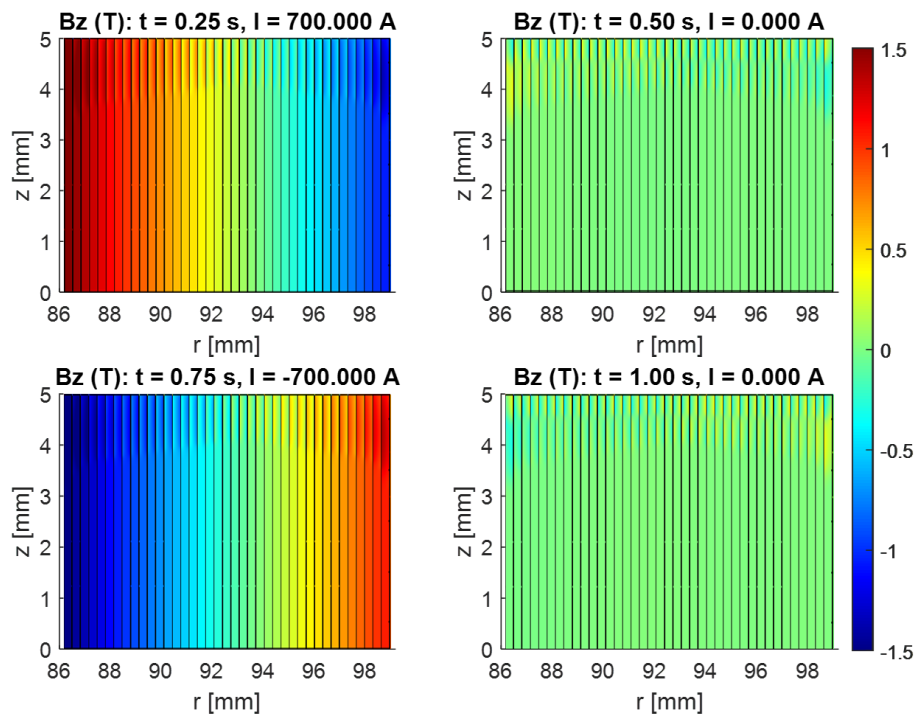 Bz (T): t = 0.25 s, I = 700.000 A
5
4
3
2
1
0
z [mm]
86 88 90 92 94 96 98
r [mm]
Bz (T): t = 0.50 s, I = 0.000 A
5
4
3
2
1
0
z [mm]
86 88 90 92 94 96 98
r [mm]
Bz (T): t = 0.75 s, I = -700.000 A
5
4
3
2
1
0
z [mm]
86 88 90 92 94 96 98
r [mm]
Bz (T): t = 1.00 s, I = 0.000 A
5
4
3
2
1
0
z [mm]
86 88 90 92 94 96 98
r [mm]
1.5
1
0.5
0
-0.5
-1
-1.5